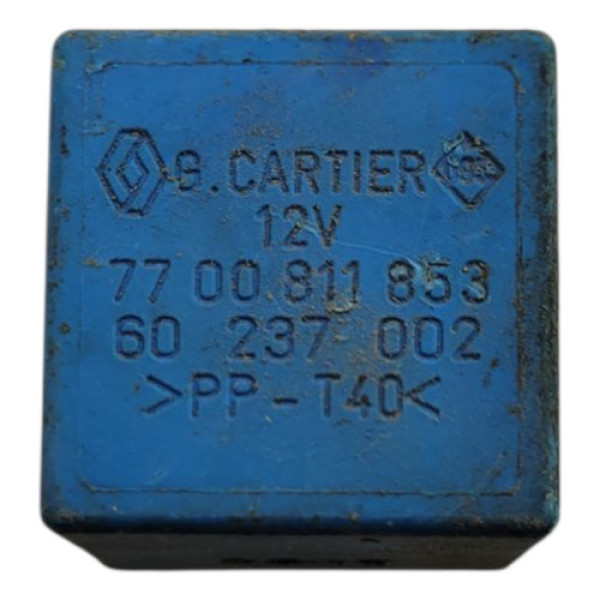 G. CARTIER
12V
77 00 811 853
60 237 002
>PP-T40<